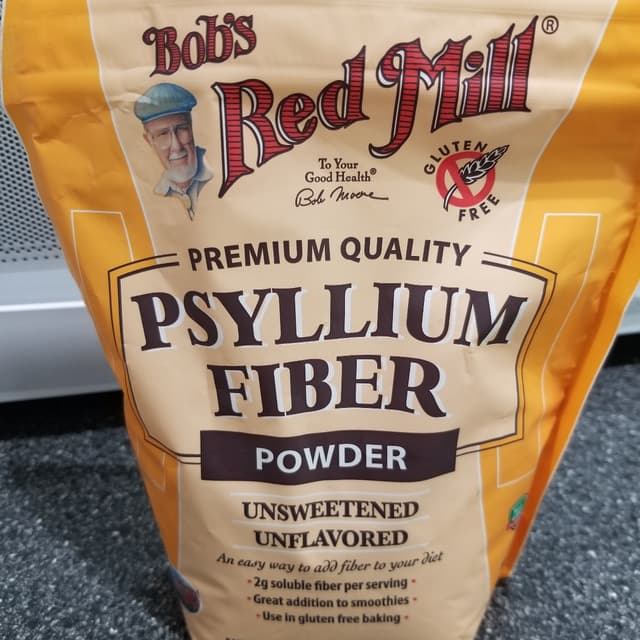 Bob's
Red Mill®
To Your
Good Health®
Bob Moore
GLUTEN
FREE
PREMIUM QUALITY
PSYLLIUM
FIBER
POWDER
UNSWEETENED
UNFLAVORED
An easy way to add fiber to your diet
• 2g soluble fiber per serving •
• Great addition to smoothies •
• Use in gluten free baking •